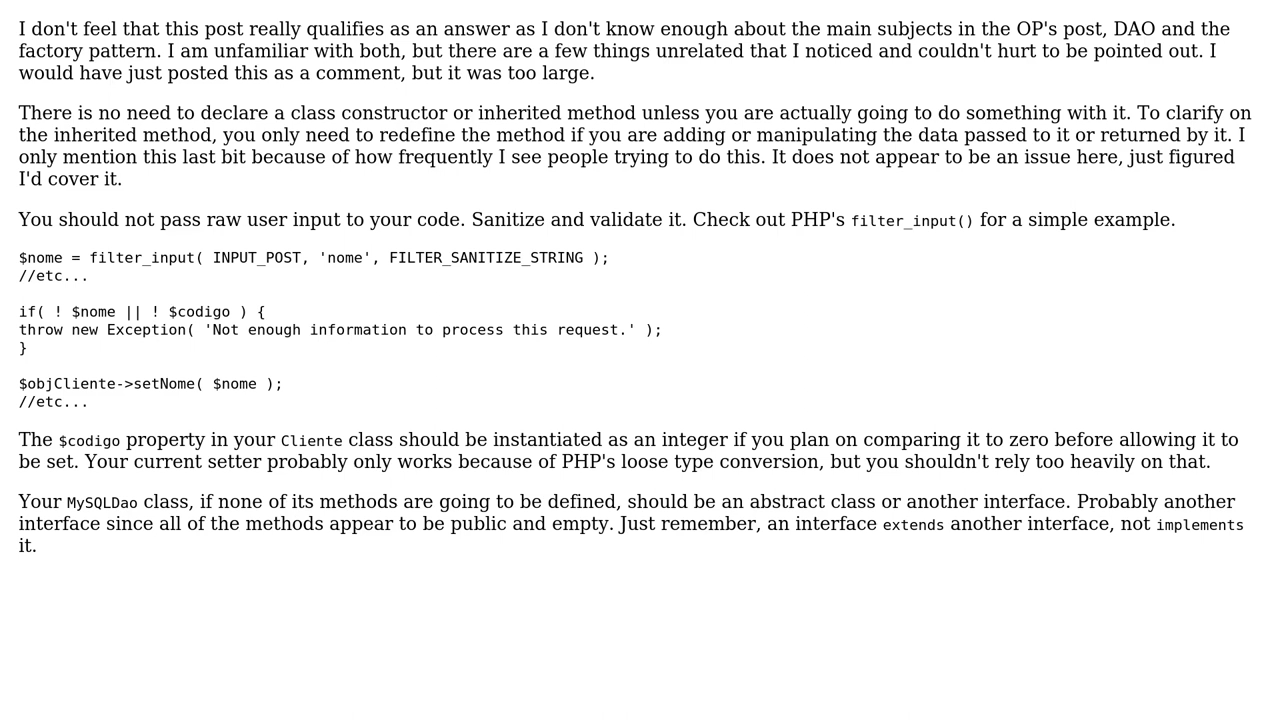 I don't feel that this post really qualifies as an answer as I don't know enough about the main subjects in the OP's post, DAO and the
factory pattern. I am unfamiliar with both, but there are a few things unrelated that I noticed and couldn't hurt to be pointed out. I
would have just posted this as a comment, but it was too large.
There is no need to declare a class constructor or inherited method unless you are actually going to do something with it. To clarify on
the inherited method, you only need to redefine the method if you are adding or manipulating the data passed to it or returned by it. I
only mention this last bit because of how frequently I see people trying to do this. It does not appear to be an issue here, just figured
I'd cover it.
You should not pass raw user input to your code. Sanitize and validate it. Check out PHP's filter_input() for a simple example.
$nome = filter_input( INPUT_POST, 'nome', FILTER_SANITIZE_STRING );
//etc...
if( ! $nome || ! $codigo ) {
throw new Exception( 'Not enough information to process this request.' );
}
$objCliente->setNome( $nome );
//etc...
The $codigo property in your Cliente class should be instantiated as an integer if you plan on comparing it to zero before allowing it to
be set. Your current setter probably only works because of PHP's loose type conversion, but you shouldn't rely too heavily on that.
Your MySQLDao class, if none of its methods are going to be defined, should be an abstract class or another interface. Probably another
interface since all of the methods appear to be public and empty. Just remember, an interface extends another interface, not implements
it.